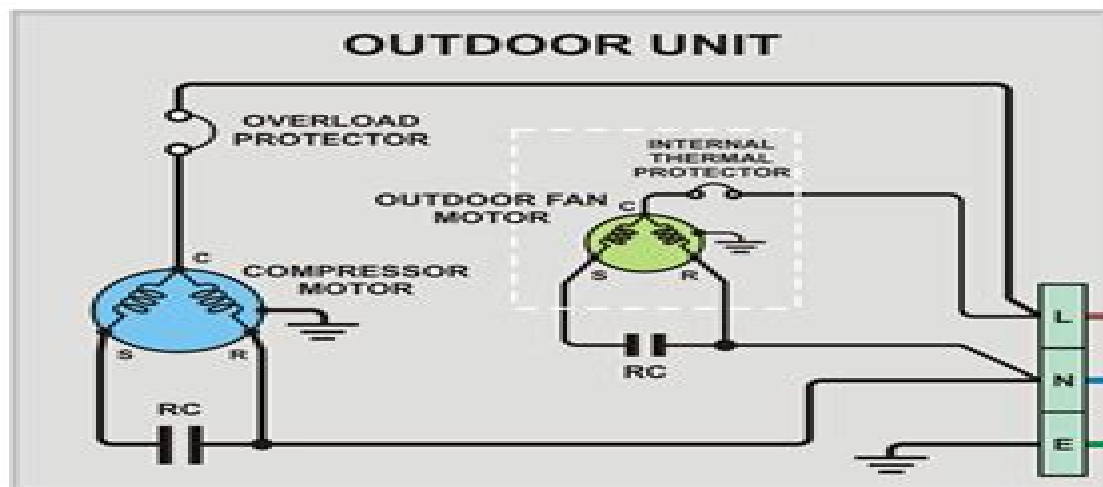 OUTDOOR UNIT
OVERLOAD
PROTECTOR
INTERNAL
THERMAL
PROTECTOR
OUTDOOR FAN
MOTOR
C
S
R
C
COMPRESSOR
MOTOR
S
R
RC
RC
L
N
E